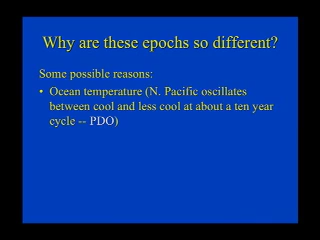 Why are these epochs so different?
Some possible reasons:
• Ocean temperature (N. Pacific oscillates
between cool and less cool at about a ten year
cycle -- PDO)